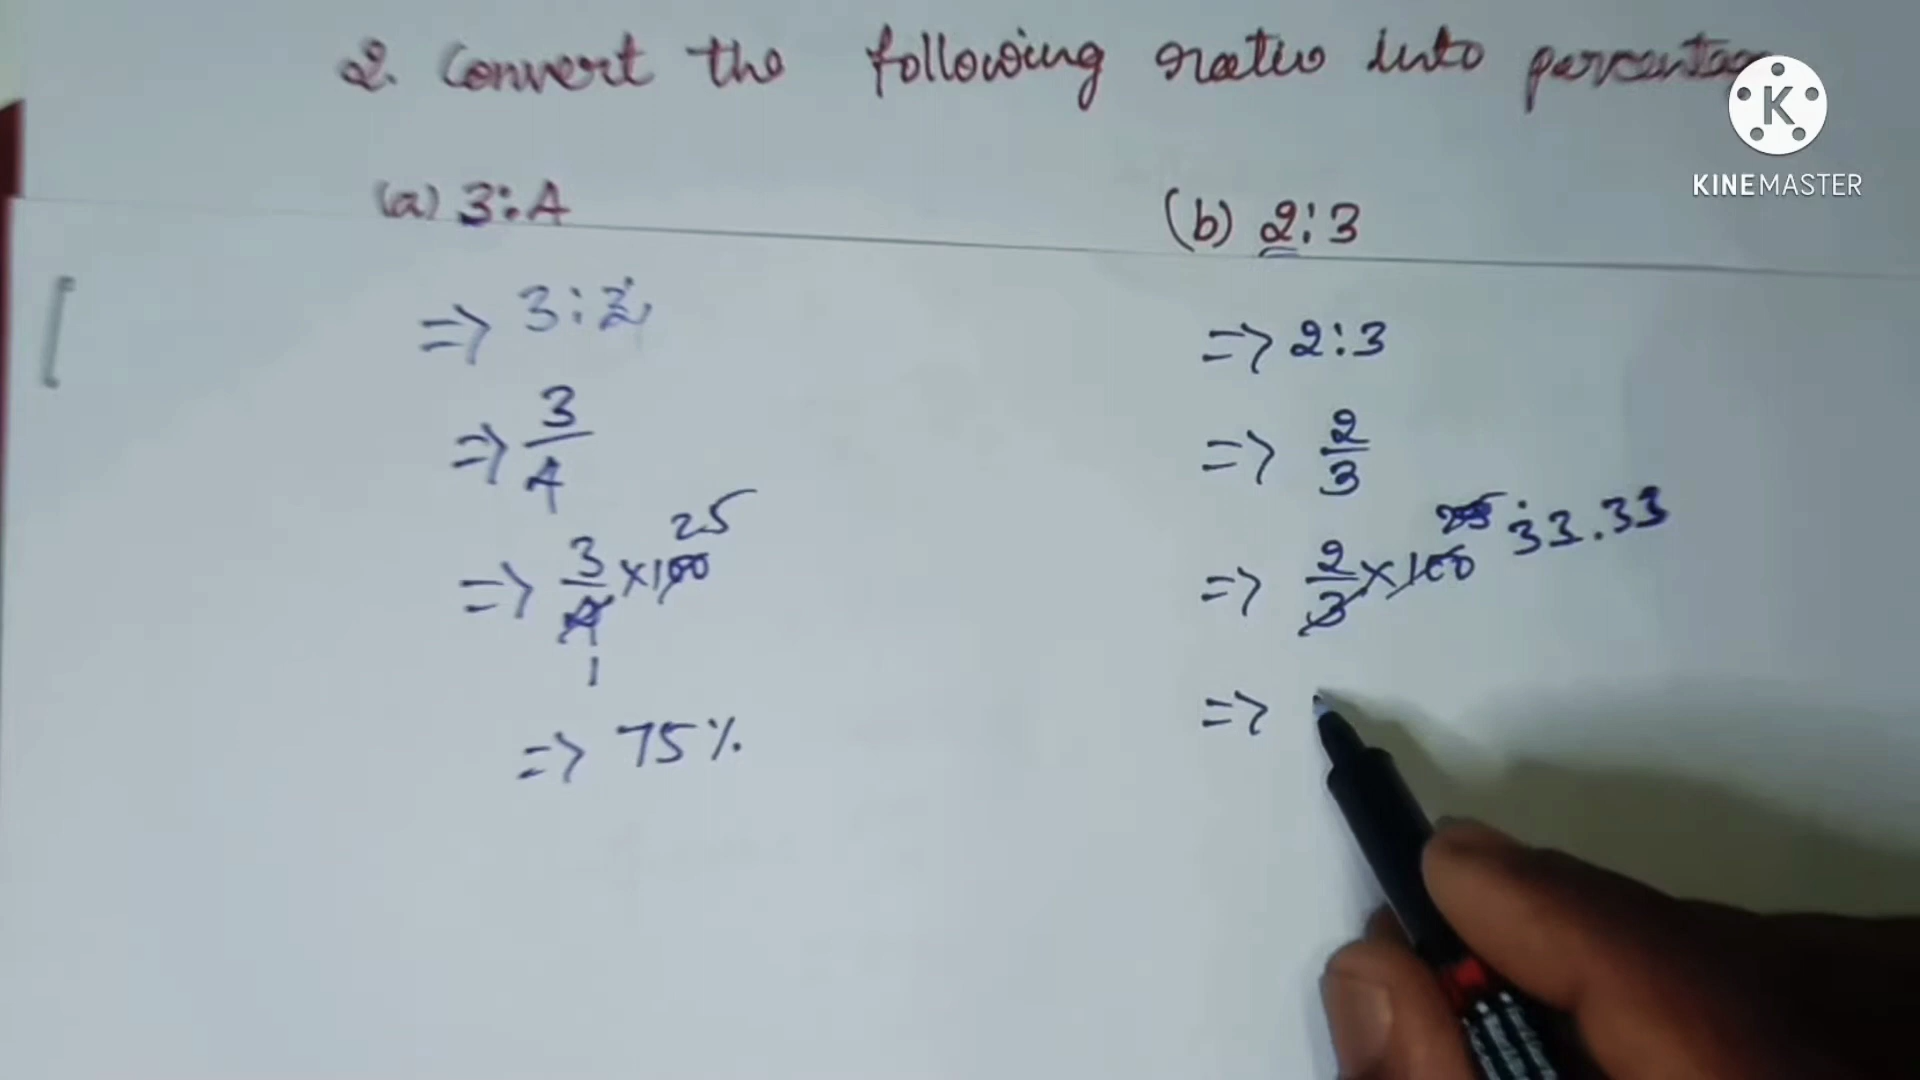 2. Convert the following ratio into percentage
KINEMASTER
(a) 3:4
=> 3:4
=> 3/4
=> 3/4 x 100 25
1
=> 75%
(b) 2:3
=> 2:3
=> 2/3
=> 2/3 x 100 33.33
=>